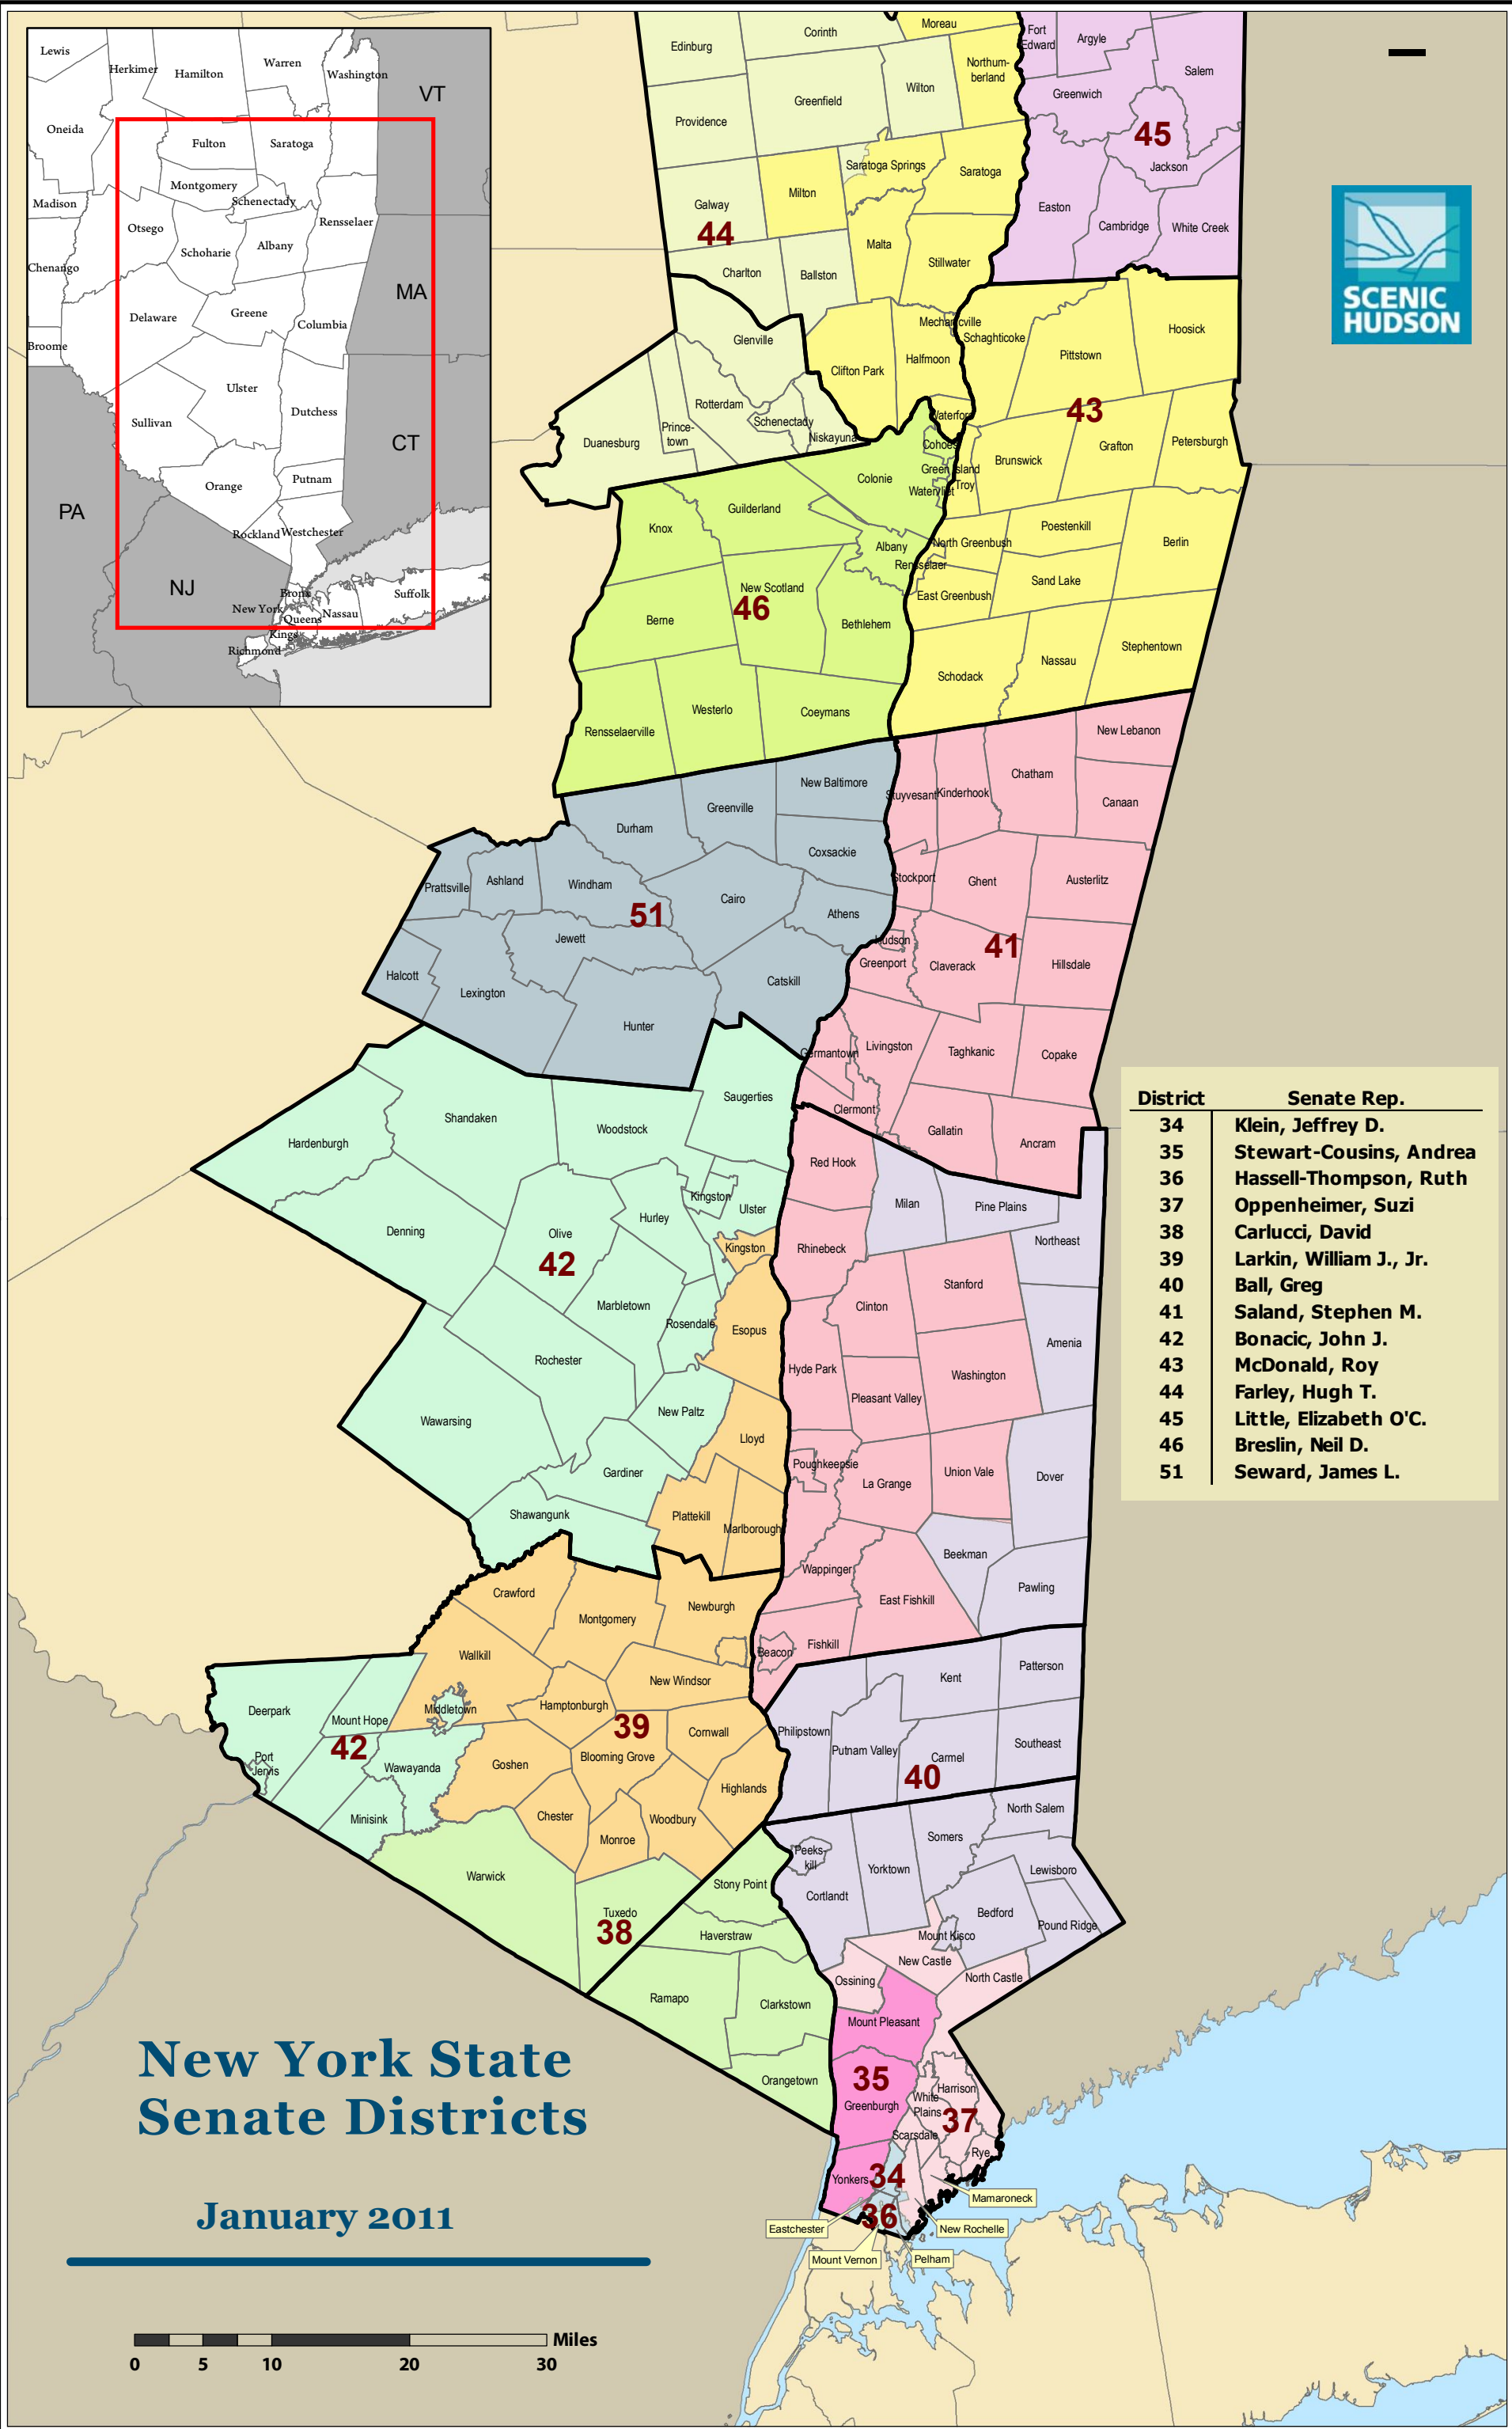 Lewis
Herkimer
Hamilton
Warren
Washington
VT
Oneida
Fulton
Saratoga
Montgomery
Schenectady
Madison
Otsego
Rensselaer
Schoharie
Albany
Chenango
MA
Delaware
Greene
Columbia
Broome
Ulster
Sullivan
Dutchess
CT
Orange
Putnam
PA
Rockland
Westchester
NJ
Bronx
Suffolk
New York
Nassau
Queens
Kings
Richmond
Edinburg
Corinth
Moreau
Fort
Edward
Argyle
Salem
Northum-
berland
Wilton
Greenfield
Greenwich
Providence
45
Saratoga Springs
Saratoga
Jackson
Milton
Galway
44
Easton
Cambridge
White Creek
Malta
Stillwater
Charlton
Ballston
SCENIC
HUDSON
Mechanicville
Schaghticoke
Hoosick
Glenville
Halfmoon
Pittstown
Clifton Park
43
Rotterdam
Waterford
Schenectady
Prince-
town
Niskayuna
Duanesburg
Cohoes
Grafton
Petersburgh
Brunswick
Green Island
Troy
Colonie
Watervliet
Guilderland
Knox
Poestenkill
North Greenbush
Berlin
Albany
Rensselaer
Sand Lake
New Scotland
46
East Greenbush
Berne
Bethlehem
Stephentown
Nassau
Schodack
Westerlo
Coeymans
Rensselaerville
New Lebanon
Chatham
New Baltimore
Stuyvesant
Kinderhook
Canaan
Greenville
Durham
Coxsackie
Prattsville
Ashland
Windham
Stockport
Ghent
Austerlitz
Cairo
51
Athens
Jewett
Hudson
41
Greenport
Claverack
Hillsdale
Halcott
Lexington
Catskill
Hunter
Germantown
Livingston
Taghkanic
Copake
Saugerties
Clermont
Shandaken
Woodstock
Gallatin
Ancram
Hardenburgh
Red Hook
Kingston
Milan
Pine Plains
Ulster
Hurley
Denning
Olive
42
Kingston
Rhinebeck
Northeast
Stanford
Marbletown
Clinton
Rosendale
Esopus
Amenia
Rochester
Hyde Park
Washington
Pleasant Valley
Wawarsing
New Paltz
Lloyd
Poughkeepsie
Gardiner
La Grange
Union Vale
Dover
Shawangunk
Plattekill
Marlborough
Beekman
Wappinger
Pawling
Crawford
Montgomery
Newburgh
East Fishkill
Wallkill
Beacon
Fishkill
New Windsor
Kent
Patterson
Deerpark
Mount Hope
Middletown
Hamptonburgh
39
Cornwall
Philipstown
Putnam Valley
Southeast
42
Port
Jervis
Wawayanda
Goshen
Blooming Grove
Carmel
40
Highlands
Minisink
Chester
Woodbury
Monroe
North Salem
Somers
Peeks-
kill
Yorktown
Lewisboro
Warwick
Stony Point
Cortlandt
Bedford
Pound Ridge
Tuxedo
38
Haverstraw
Mount Kisco
New Castle
North Castle
Ossining
Ramapo
Clarkstown
Mount Pleasant
Orangetown
35
Greenburgh
Harrison
White
Plains
37
Scarsdale
Rye
Yonkers
34
36
Mamaroneck
Eastchester
New Rochelle
Mount Vernon
Pelham
District Senate Rep.
34 Klein, Jeffrey D.
35 Stewart-Cousins, Andrea
36 Hassell-Thompson, Ruth
37 Oppenheimer, Suzi
38 Carlucci, David
39 Larkin, William J., Jr.
40 Ball, Greg
41 Saland, Stephen M.
42 Bonacic, John J.
43 McDonald, Roy
44 Farley, Hugh T.
45 Little, Elizabeth O'C.
46 Breslin, Neil D.
51 Seward, James L.
New York State
Senate Districts
January 2011
Miles
0 5 10 20 30